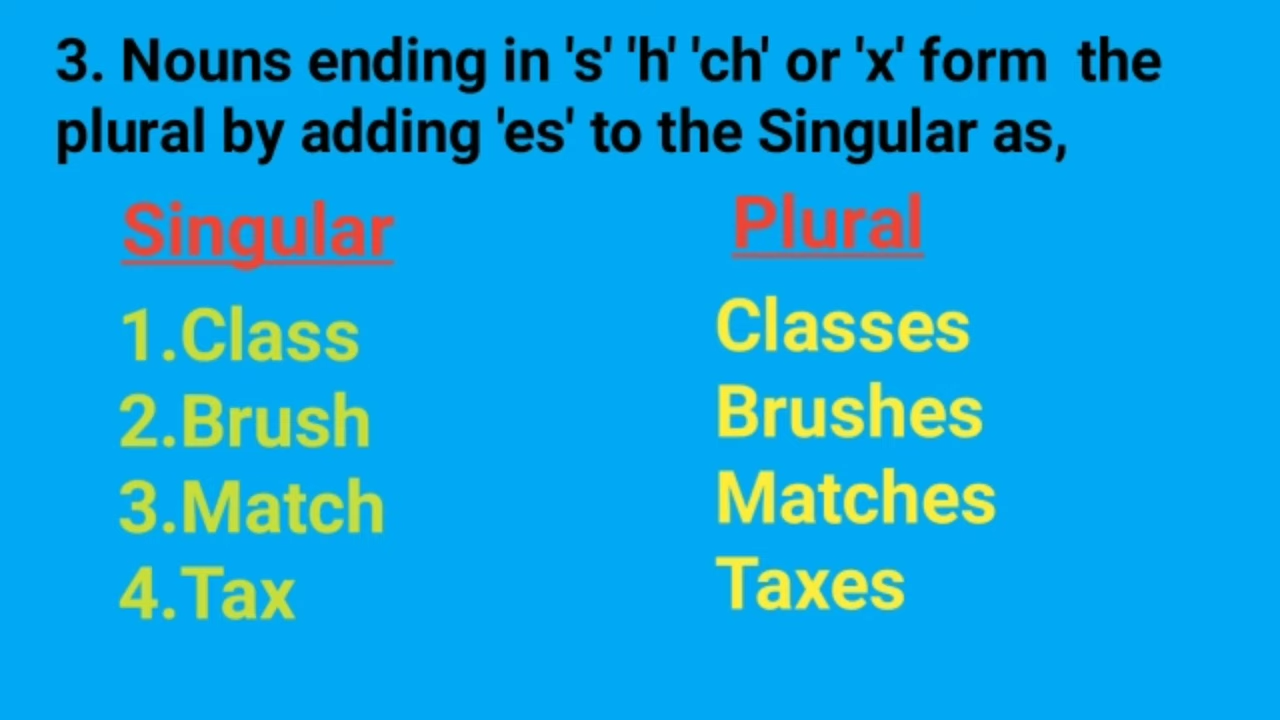 3. Nouns ending in 's' 'h' 'ch' or 'x' form the
plural by adding 'es' to the Singular as,
Singular Plural
1.Class Classes
2.Brush Brushes
3.Match Matches
4.Tax Taxes